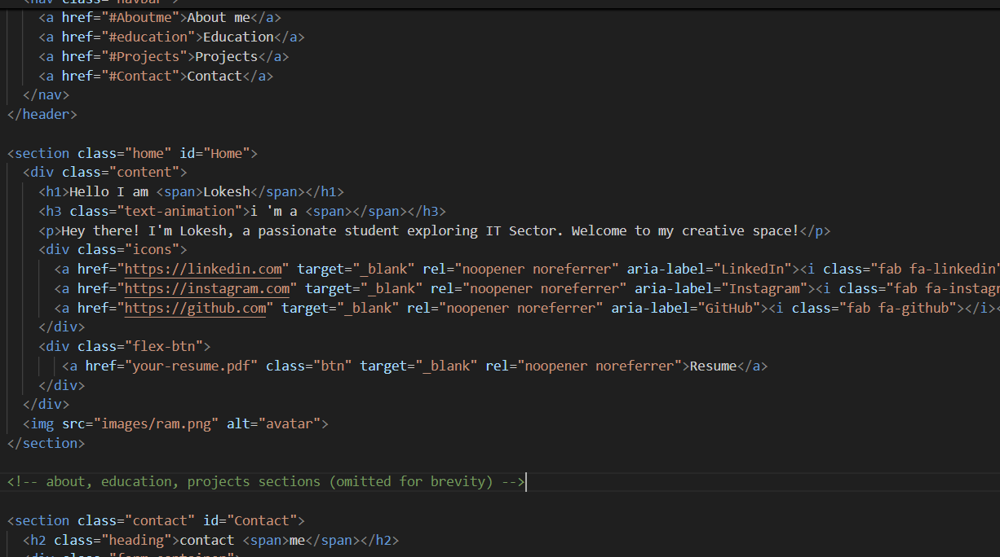 <nav class="navbar">
<a href="#Aboutme">About me</a>
<a href="#education">Education</a>
<a href="#Projects">Projects</a>
<a href="#Contact">Contact</a>
</nav>
</header>
<section class="home" id="Home">
<div class="content">
<h1>Hello I am <span>Lokesh</span></h1>
<h3 class="text-animation">i 'm a <span></span></h3>
<p>Hey there! I'm Lokesh, a passionate student exploring IT Sector. Welcome to my creative space!</p>
<div class="icons">
<a href="https://linkedin.com" target="_blank" rel="noopener noreferrer" aria-label="LinkedIn"><i class="fab fa-linkedin"
<a href="https://instagram.com" target="_blank" rel="noopener noreferrer" aria-label="Instagram"><i class="fab fa-instagr
<a href="https://github.com" target="_blank" rel="noopener noreferrer" aria-label="GitHub"><i class="fab fa-github"></i><
</div>
<div class="flex-btn">
<a href="your-resume.pdf" class="btn" target="_blank" rel="noopener noreferrer">Resume</a>
</div>
</div>
<img src="images/ram.png" alt="avatar">
</section>
<!-- about, education, projects sections (omitted for brevity) -->
<section class="contact" id="Contact">
<h2 class="heading">contact <span>me</span></h2>
<div class="form-container">